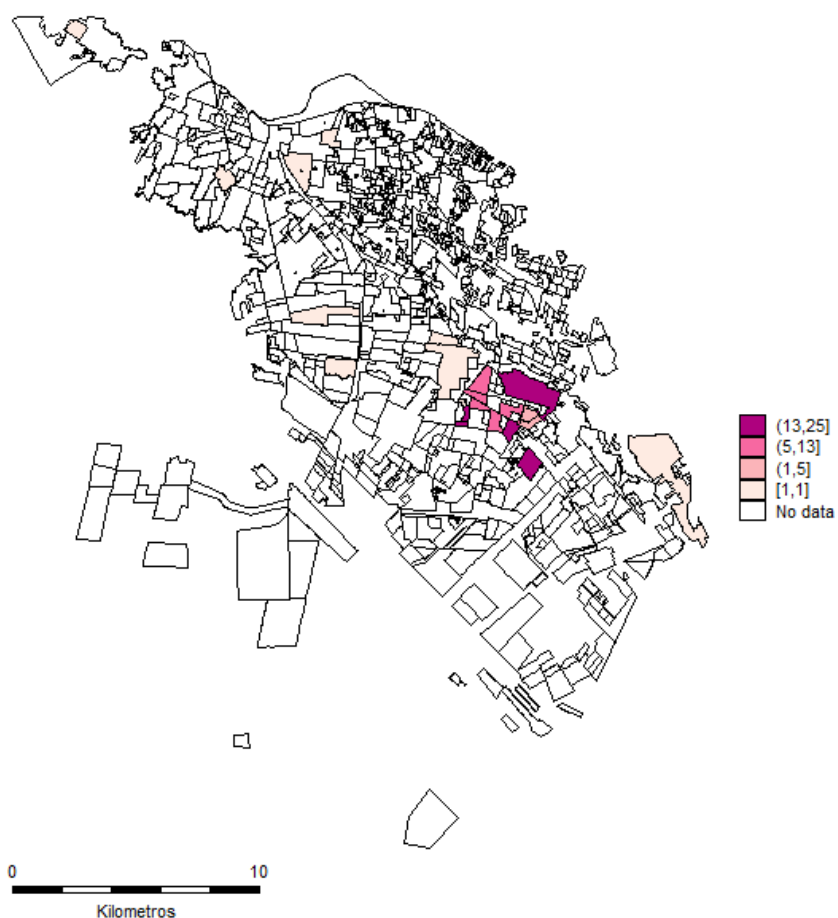 (13,25]
(5,13]
(1,5]
[1,1]
No data
0 10
Kilometros